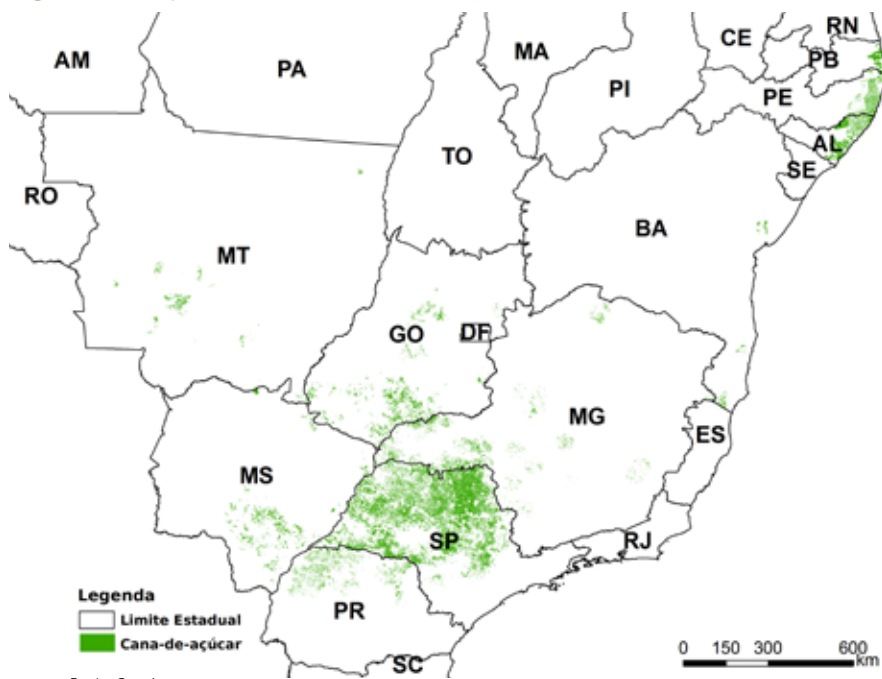 CE
RN
AM
PA
MA
PB
PI
PE
AL
TO
SE
RO
BA
MT
GO
DF
MG
ES
MS
SP
RJ
Legenda
Limite Estadual
Cana-de-açúcar
PR
SC
0 150 300 600
km